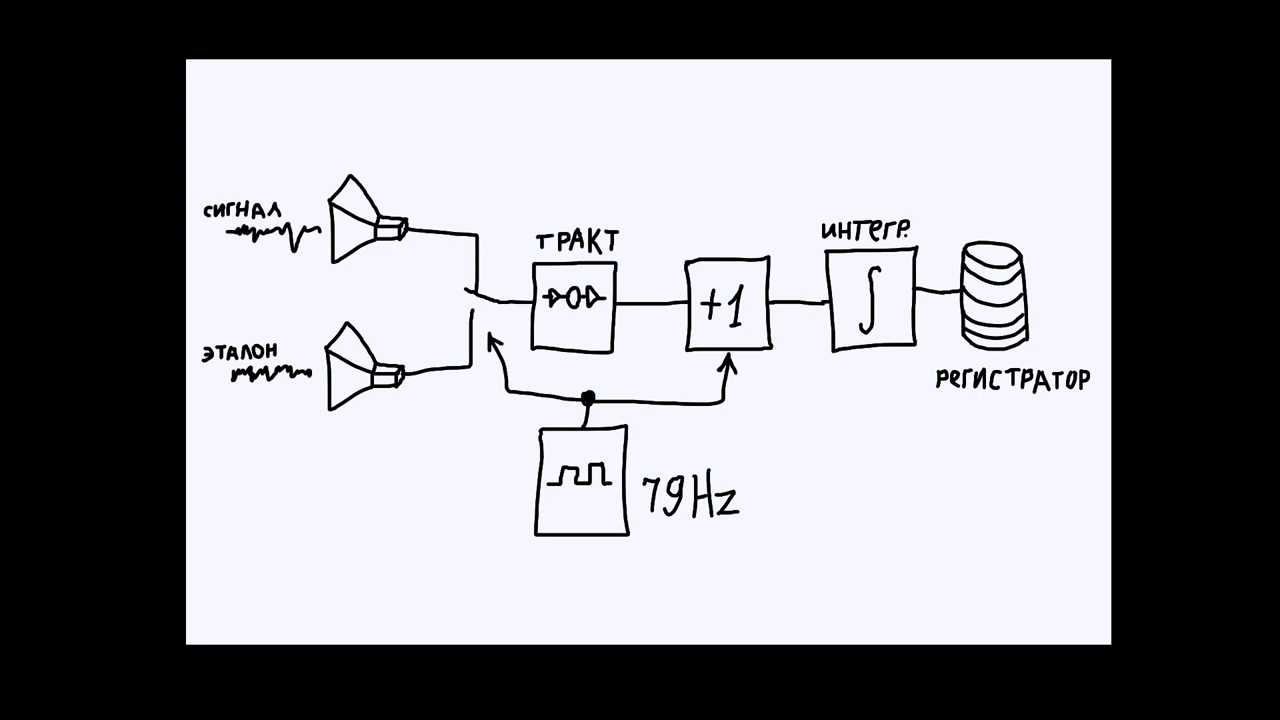 СИГНАЛ
ЭТАЛОН
ТРАКТ
+1
ИНТЕГР.
∫
РЕГИСТРАТОР
79Hz